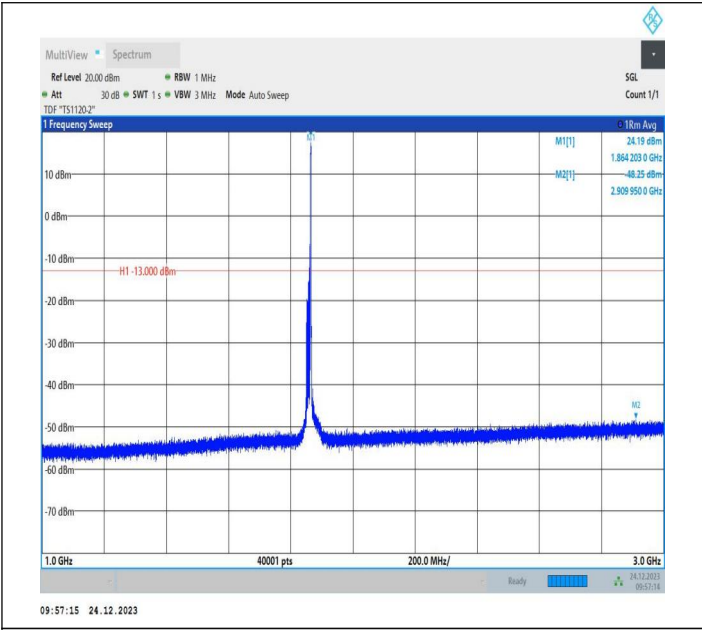 MultiView Spectrum
Ref Level 20.00 dBm RBW 1 MHz SGL
Att 30 dB SWT 1 s VBW 3 MHz Mode Auto Sweep Count 1/1
TDF "TS1120-2"
1 Frequency Sweep 1Rm Avg
M1 M1[1] 24.19 dBm
1.864 203 0 GHz
10 dBm M2[1] -48.25 dBm
2.909 950 0 GHz
0 dBm
-10 dBm
H1 -13.000 dBm
-20 dBm
-30 dBm
-40 dBm
M2
-50 dBm
-60 dBm
-70 dBm
1.0 GHz 40001 pts 200.0 MHz/ 3.0 GHz
Ready 24.12.2023
09:57:14
09:57:15 24.12.2023